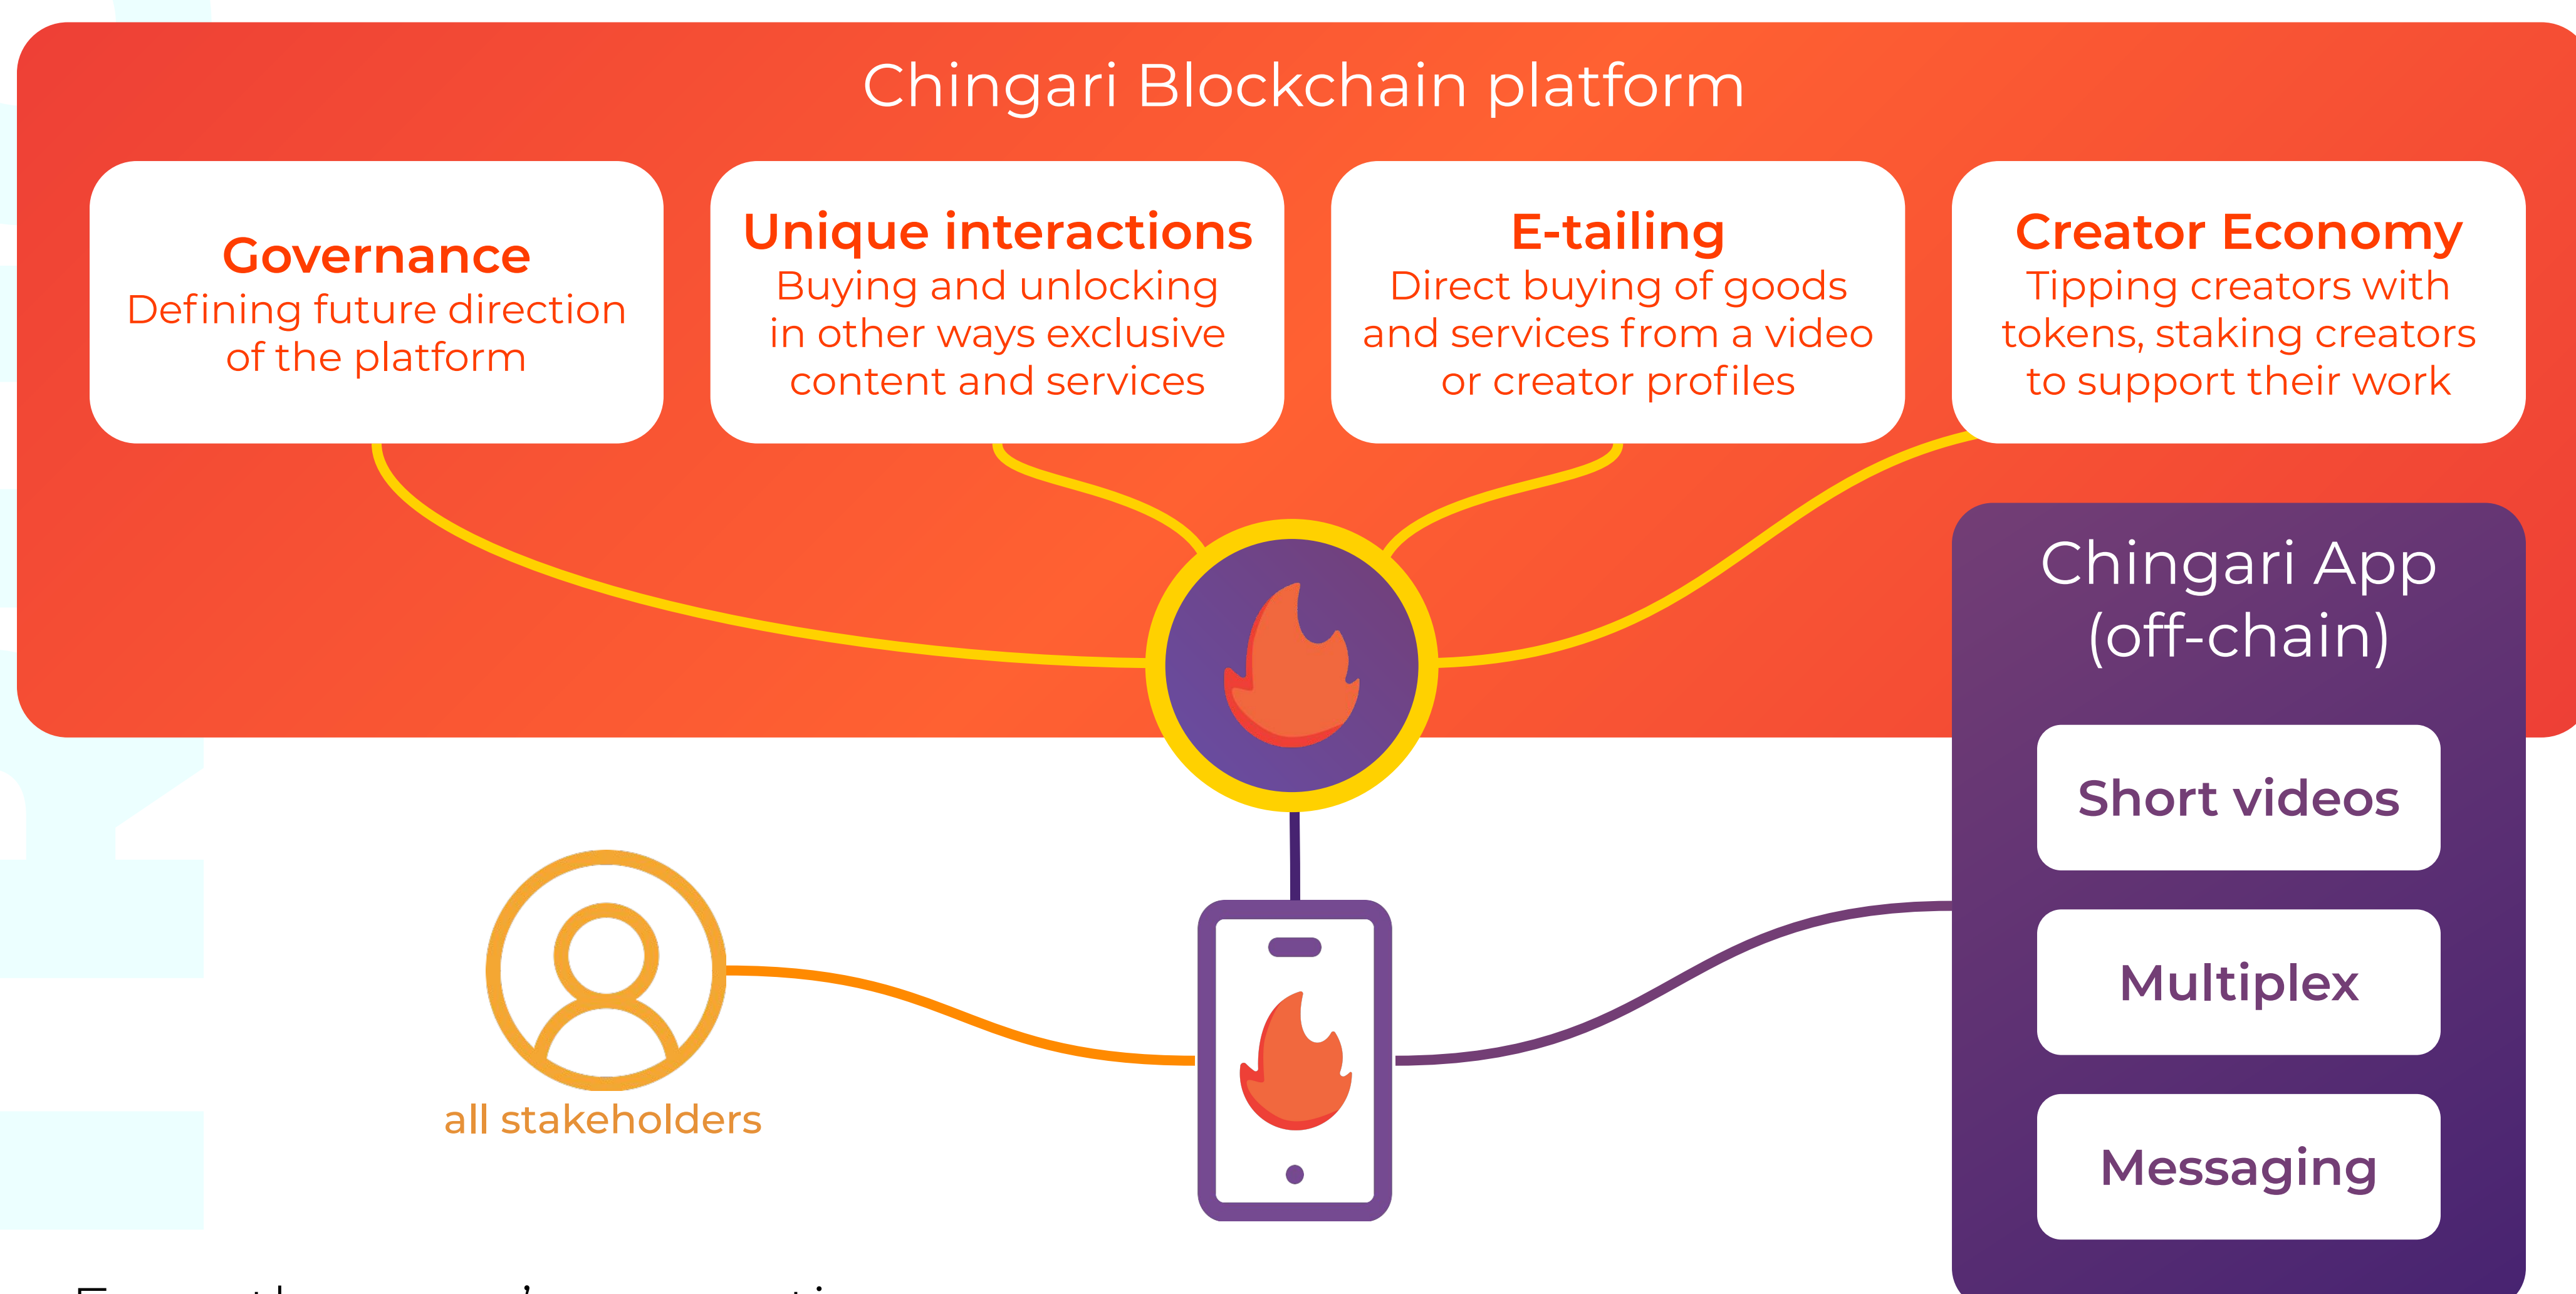 Chingari Blockchain platform
Governance
Defining future direction
of the platform
Unique interactions
Buying and unlocking
in other ways exclusive
content and services
E-tailing
Direct buying of goods
and services from a video
or creator profiles
Creator Economy
Tipping creators with
tokens, staking creators
to support their work
Chingari App
(off-chain)
Short videos
Multiplex
Messaging
all stakeholders